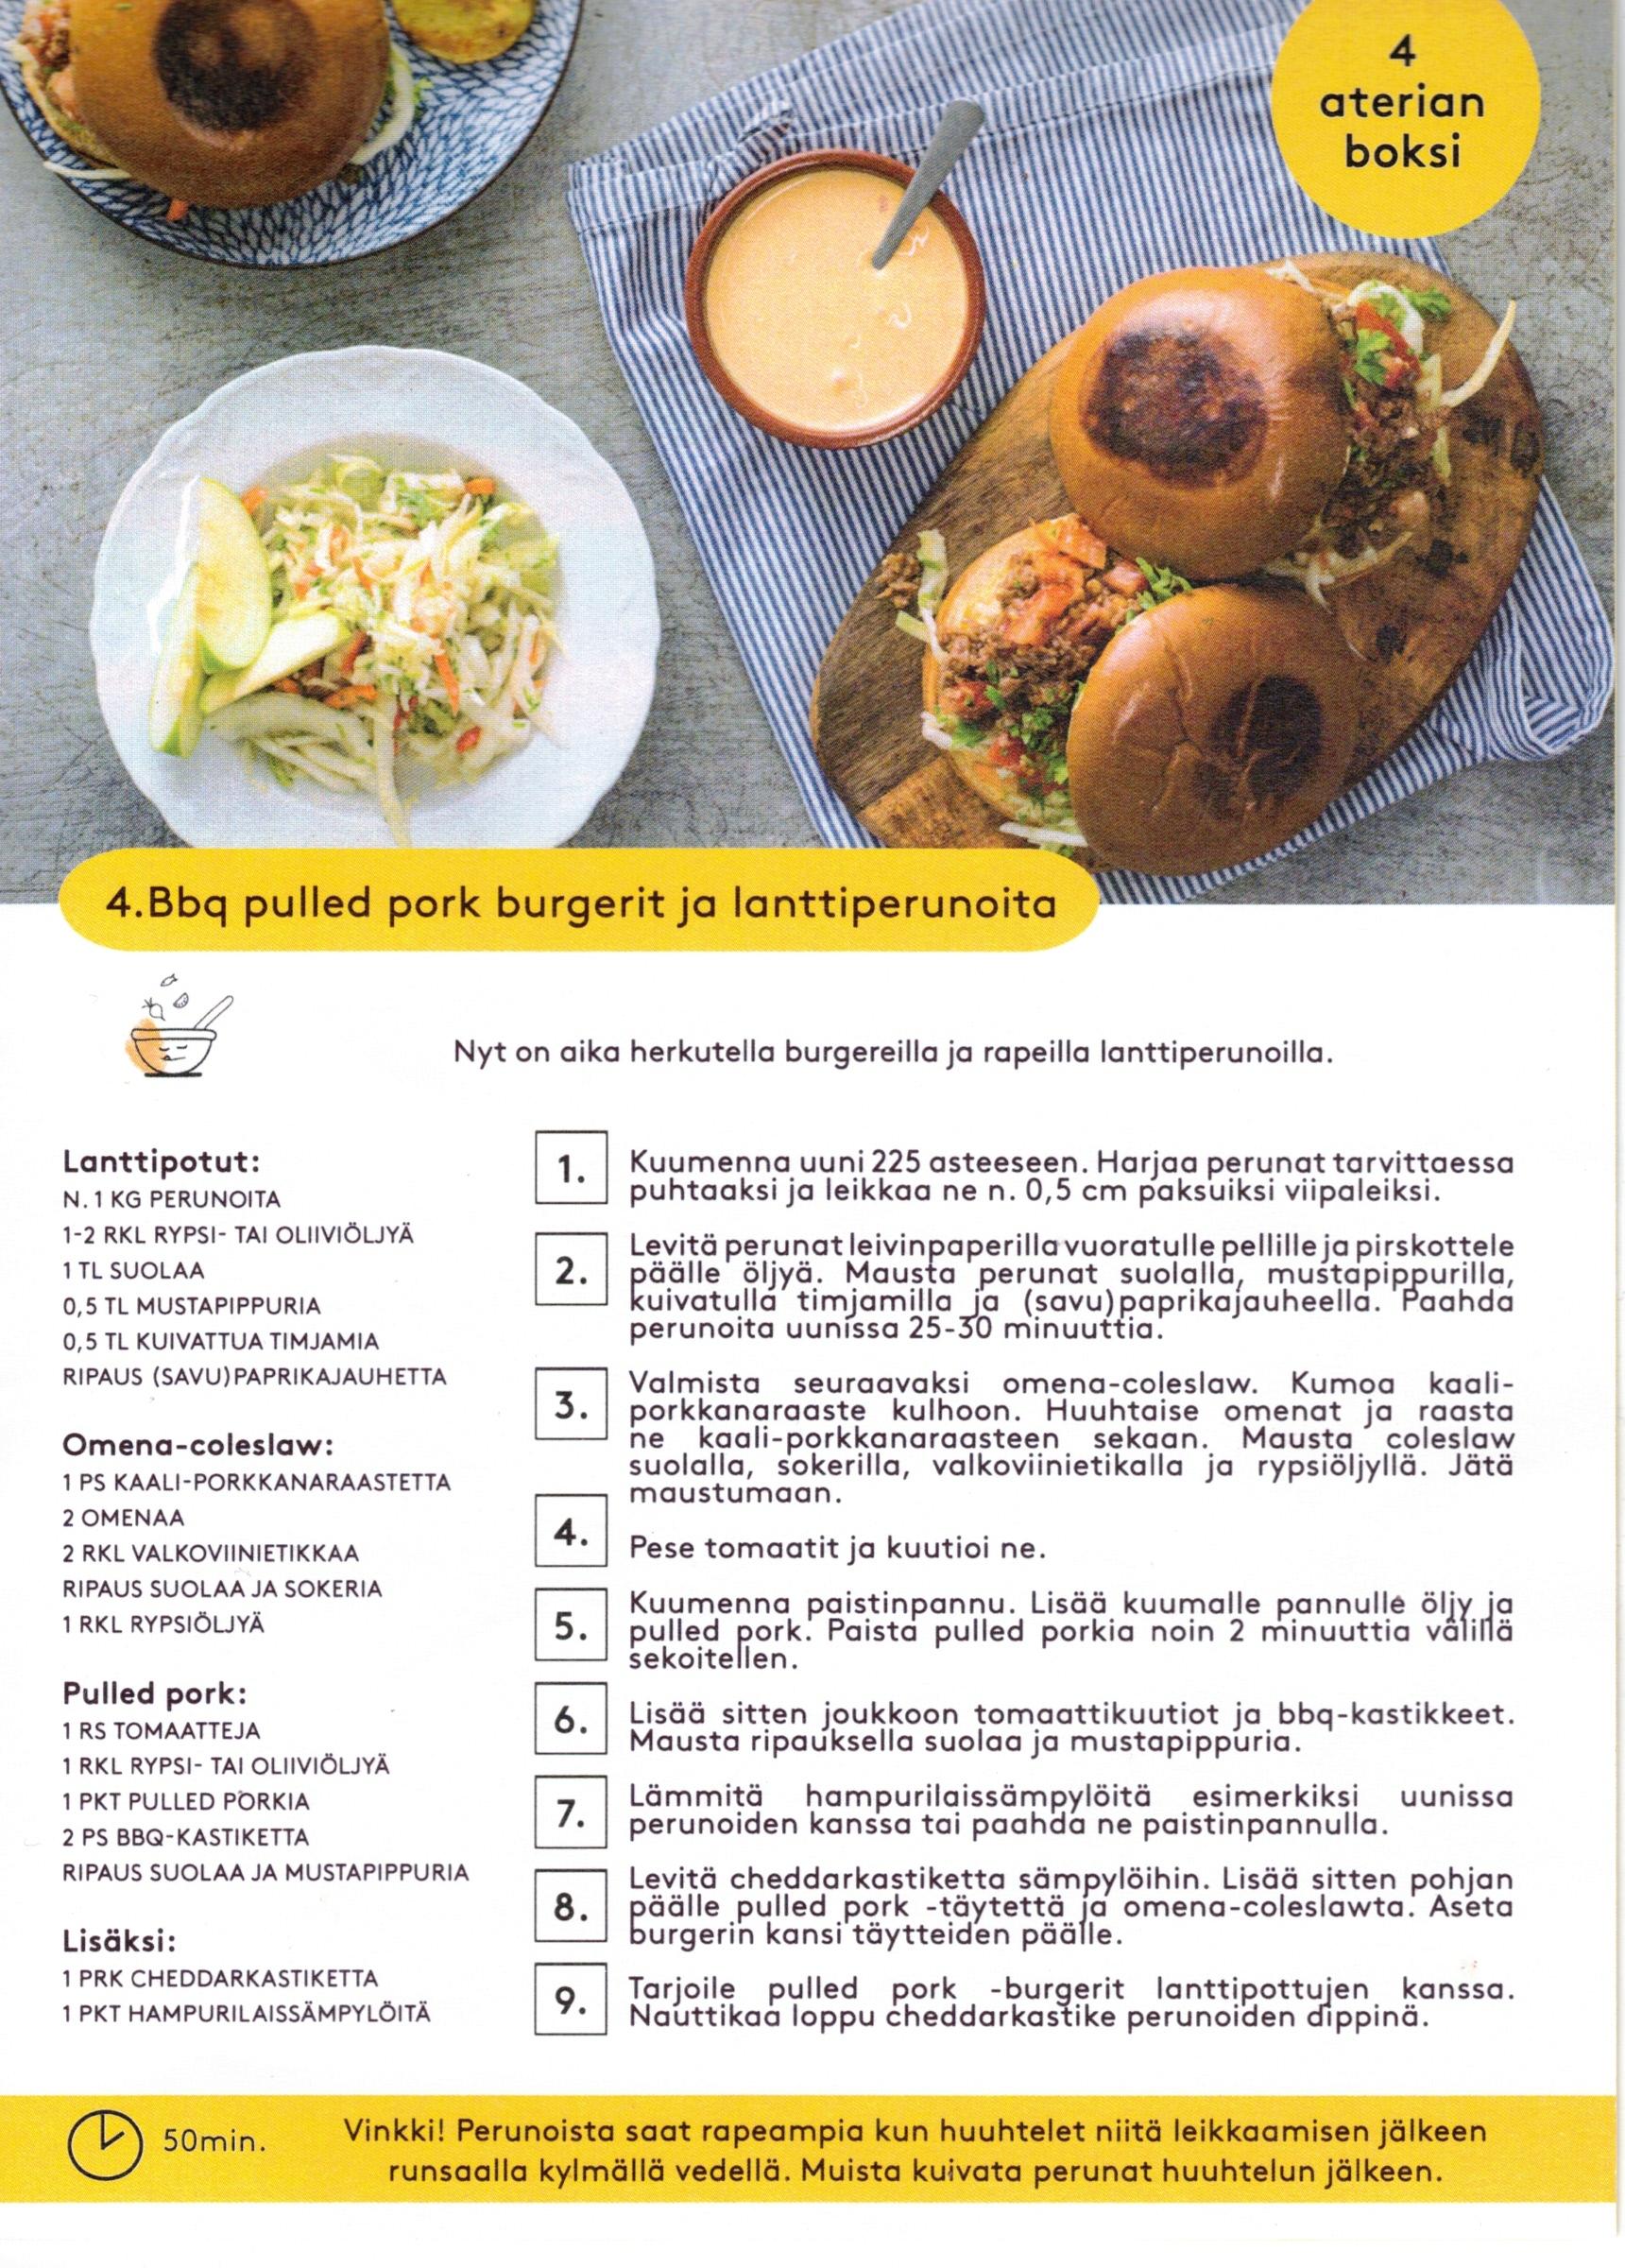 4
aterian
boksi
4.Bbq pulled pork burgerit ja lanttiperunoita
Nyt on aika herkutella burgereilla ja rapeilla lanttiperunoilla.
Lanttipotut:
N. 1 KG PERUNOITA
1-2 RKL RYPSI- TAI OLIIVIÖLJYÄ
1 TL SUOLAA
0,5 TL MUSTAPIPPURIA
0,5 TL KUIVATTUA TIMJAMIA
RIPAUS (SAVU)PAPRIKAJAUHETTA
Omena-coleslaw:
1 PS KAALI-PORKKANARAASTETTA
2 OMENAA
2 RKL VALKOVIINIETIKKAA
RIPAUS SUOLAA JA SOKERIA
1 RKL RYPSIÖLJYÄ
Pulled pork:
1 RS TOMAATTEJA
1 RKL RYPSI- TAI OLIIVIÖLJYÄ
1 PKT PULLED PORKIA
2 PS BBQ-KASTIKETTA
RIPAUS SUOLAA JA MUSTAPIPPURIA
Lisäksi:
1 PRK CHEDDARKASTIKETTA
1 PKT HAMPURILAISSÄMPYLÖITÄ
1. Kuumenna uuni 225 asteeseen. Harjaa perunat tarvittaessa
puhtaaksi ja leikkaa ne n. 0,5 cm paksuiksi viipaleiksi.
2. Levitä perunat leivinpaperilla vuoratulle pellille ja pirskottele
päälle öljyä. Mausta perunat suolalla, mustapippurilla,
kuivatulla timjamilla ja (savu)paprikajauheella. Paahda
perunoita uunissa 25-30 minuuttia.
3. Valmista seuraavaksi omena-coleslaw. Kumoa kaali-
porkkanaraaste kulhoon. Huuhtaise omenat ja raasta
ne kaali-porkkanaraasteen sekaan. Mausta coleslaw
suolalla, sokerilla, valkoviinietikalla ja rypsiöljyllä. Jätä
maustumaan.
4. Pese tomaatit ja kuutioi ne.
5. Kuumenna paistinpannu. Lisää kuumalle pannulle öljy ja
pulled pork. Paista pulled porkia noin 2 minuuttia välillä
sekoitellen.
6. Lisää sitten joukkoon tomaattikuutiot ja bbq-kastikkeet.
Mausta ripauksella suolaa ja mustapippuria.
7. Lämmitä hampurilaissämpylöitä esimerkiksi uunissa
perunoiden kanssa tai paahda ne paistinpannulla.
8. Levitä cheddarkastiketta sämpylöihin. Lisää sitten pohjan
päälle pulled pork -täytettä ja omena-coleslawta. Aseta
burgerin kansi täytteiden päälle.
9. Tarjoile pulled pork -burgerit lanttipottujen kanssa.
Nauttikaa loppu cheddarkastike perunoiden dippinä.
50min.
Vinkki! Perunoista saat rapeampia kun huuhtelet niitä leikkaamisen jälkeen
runsaalla kylmällä vedellä. Muista kuivata perunat huuhtelun jälkeen.